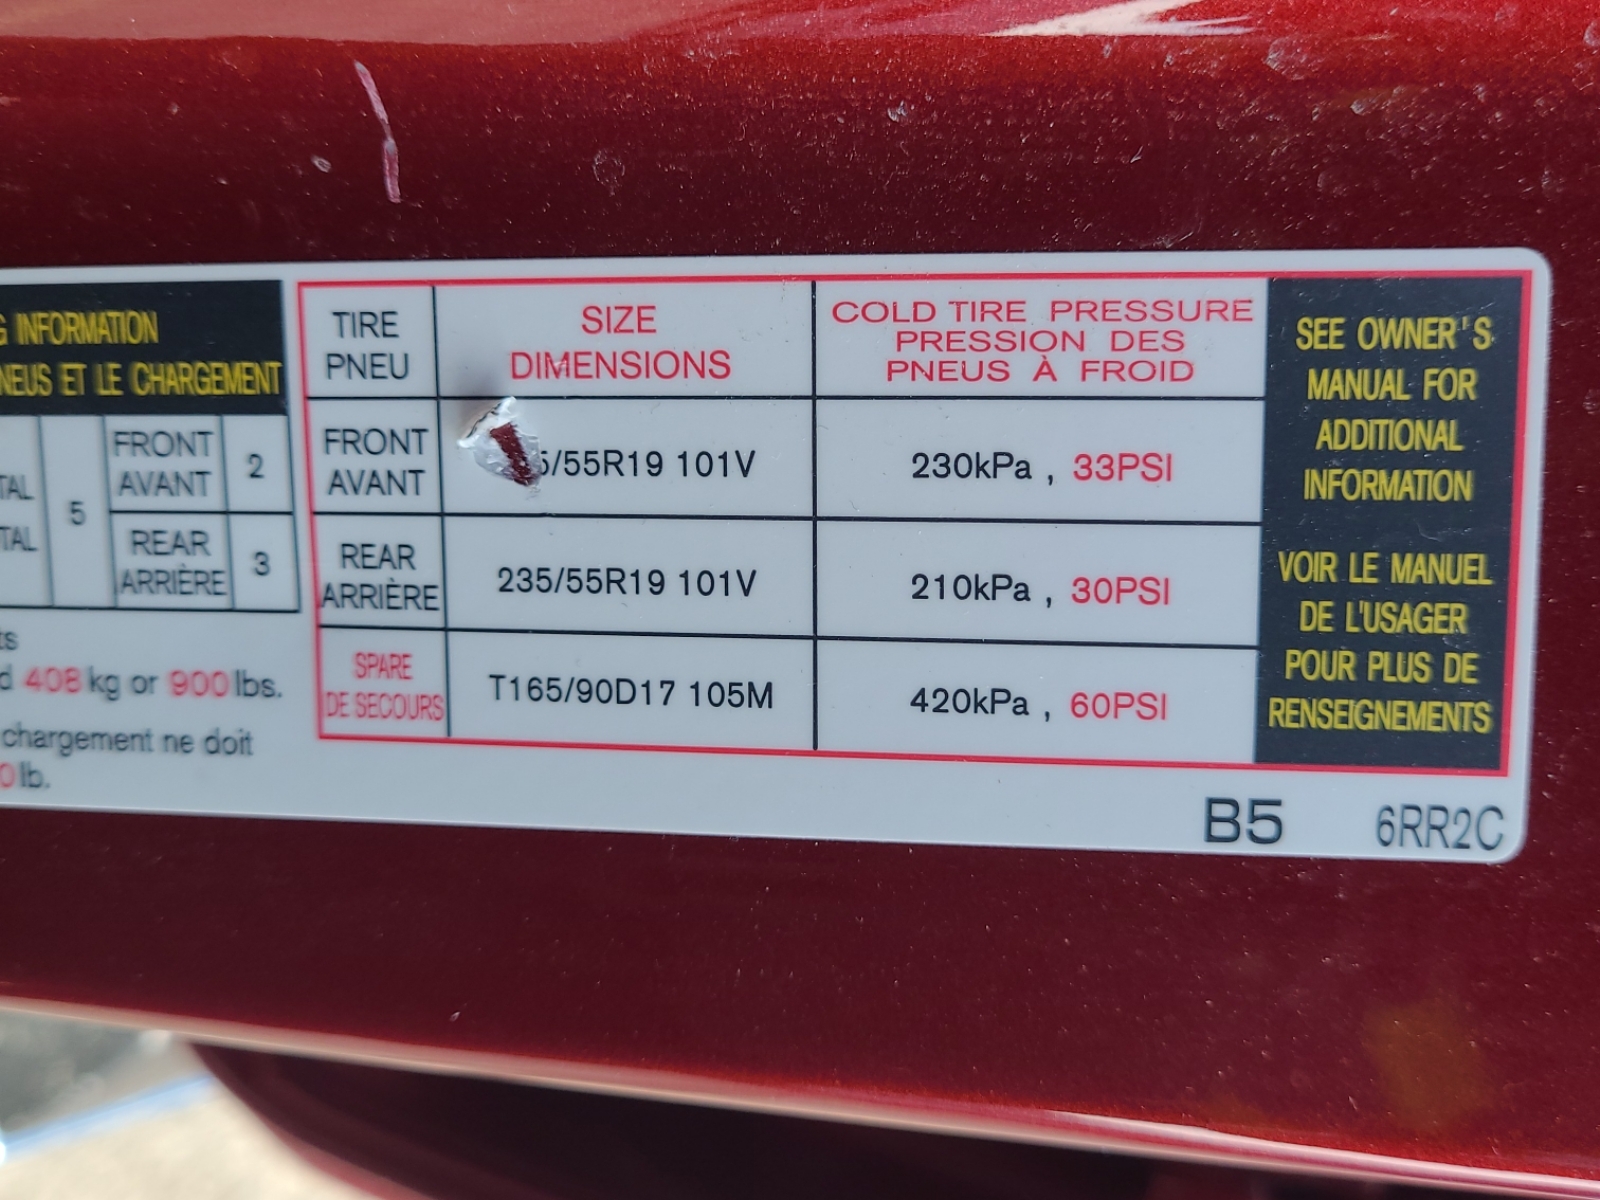 G INFORMATION
NEUS ET LE CHARGEMENT
TAL
TAL
5
FRONT
AVANT
2
REAR
ARRIÈRE
3
ts
d 408 kg or 900 lbs.
chargement ne doit
0 lb.
TIRE
PNEU
SIZE
DIMENSIONS
COLD TIRE PRESSURE
PRESSION DES
PNEUS À FROID
FRONT
AVANT
5/55R19 101V
230kPa , 33PSI
REAR
ARRIÈRE
235/55R19 101V
210kPa , 30PSI
SPARE
DE SECOURS
T165/90D17 105M
420kPa , 60PSI
SEE OWNER'S
MANUAL FOR
ADDITIONAL
INFORMATION
VOIR LE MANUEL
DE L'USAGER
POUR PLUS DE
RENSEIGNEMENTS
B5 6RR2C